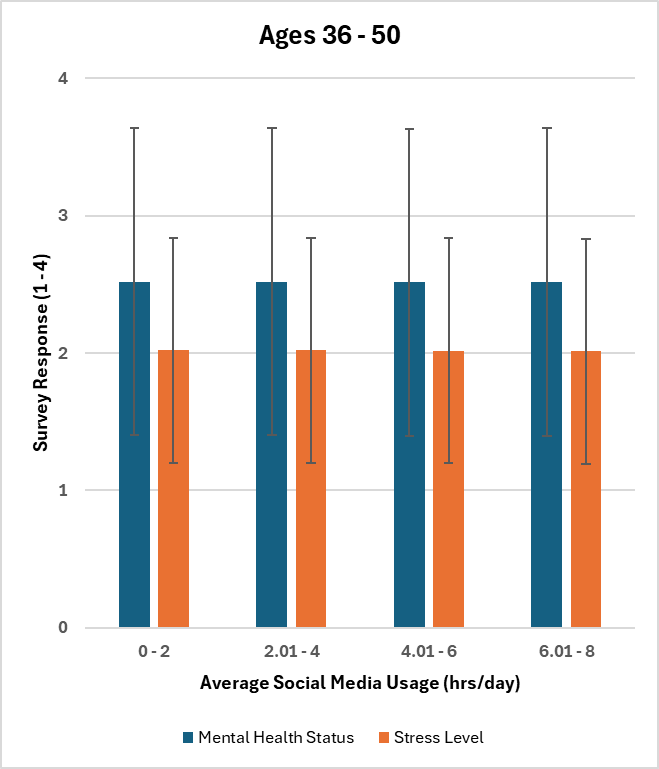 Ages 36 - 50
4
3
2
1
0
Survey Response (1 - 4)
0 - 2
2.01 - 4
4.01 - 6
6.01 - 8
Average Social Media Usage (hrs/day)
Mental Health Status
Stress Level